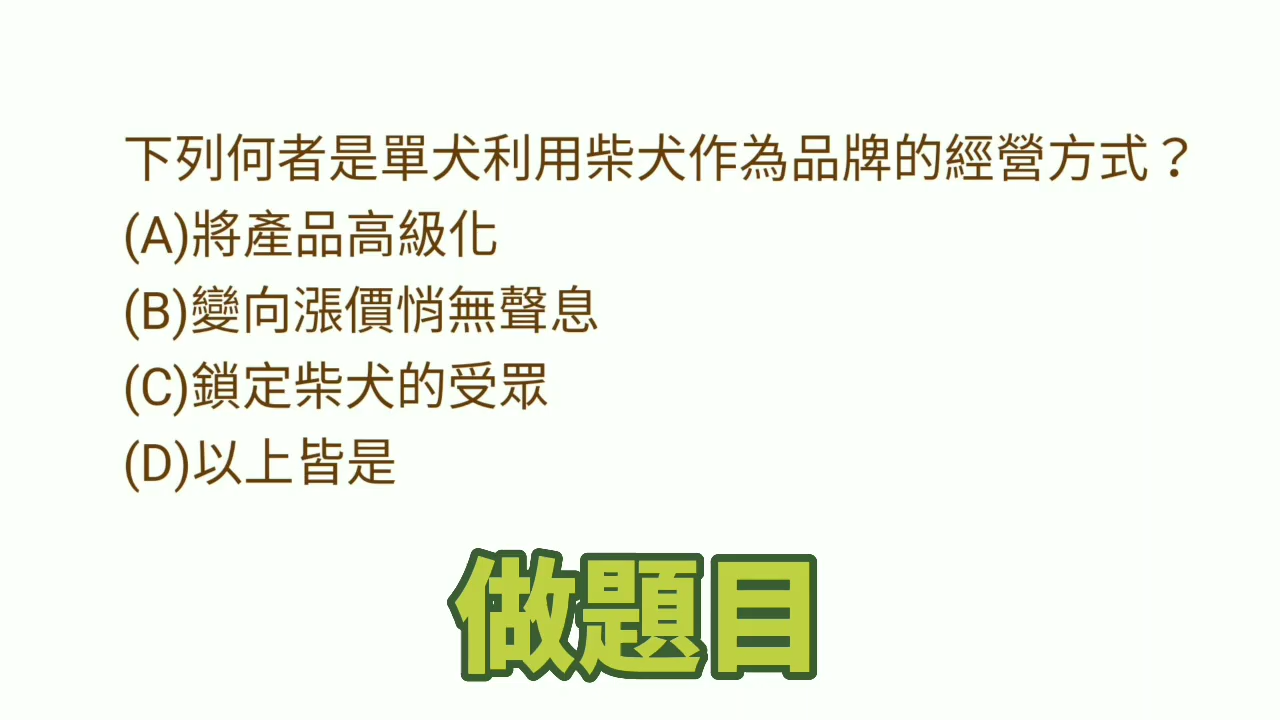 下列何者是單犬利用柴犬作為品牌的經營方式？
(A)將產品高級化
(B)變向漲價悄無聲息
(C)鎖定柴犬的受眾
(D)以上皆是
做題目